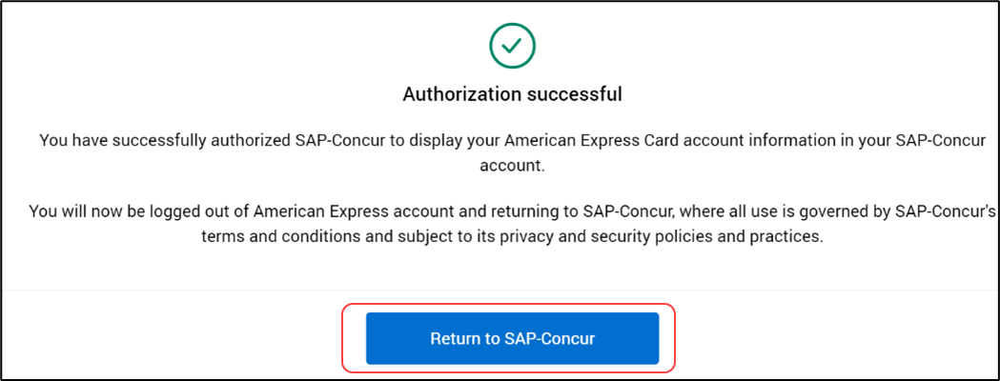 Authorization successful
You have successfully authorized SAP-Concur to display your American Express Card account information in your SAP-Concur
account.
You will now be logged out of American Express account and returning to SAP-Concur, where all use is governed by SAP-Concur's
terms and conditions and subject to its privacy and security policies and practices.
Return to SAP-Concur